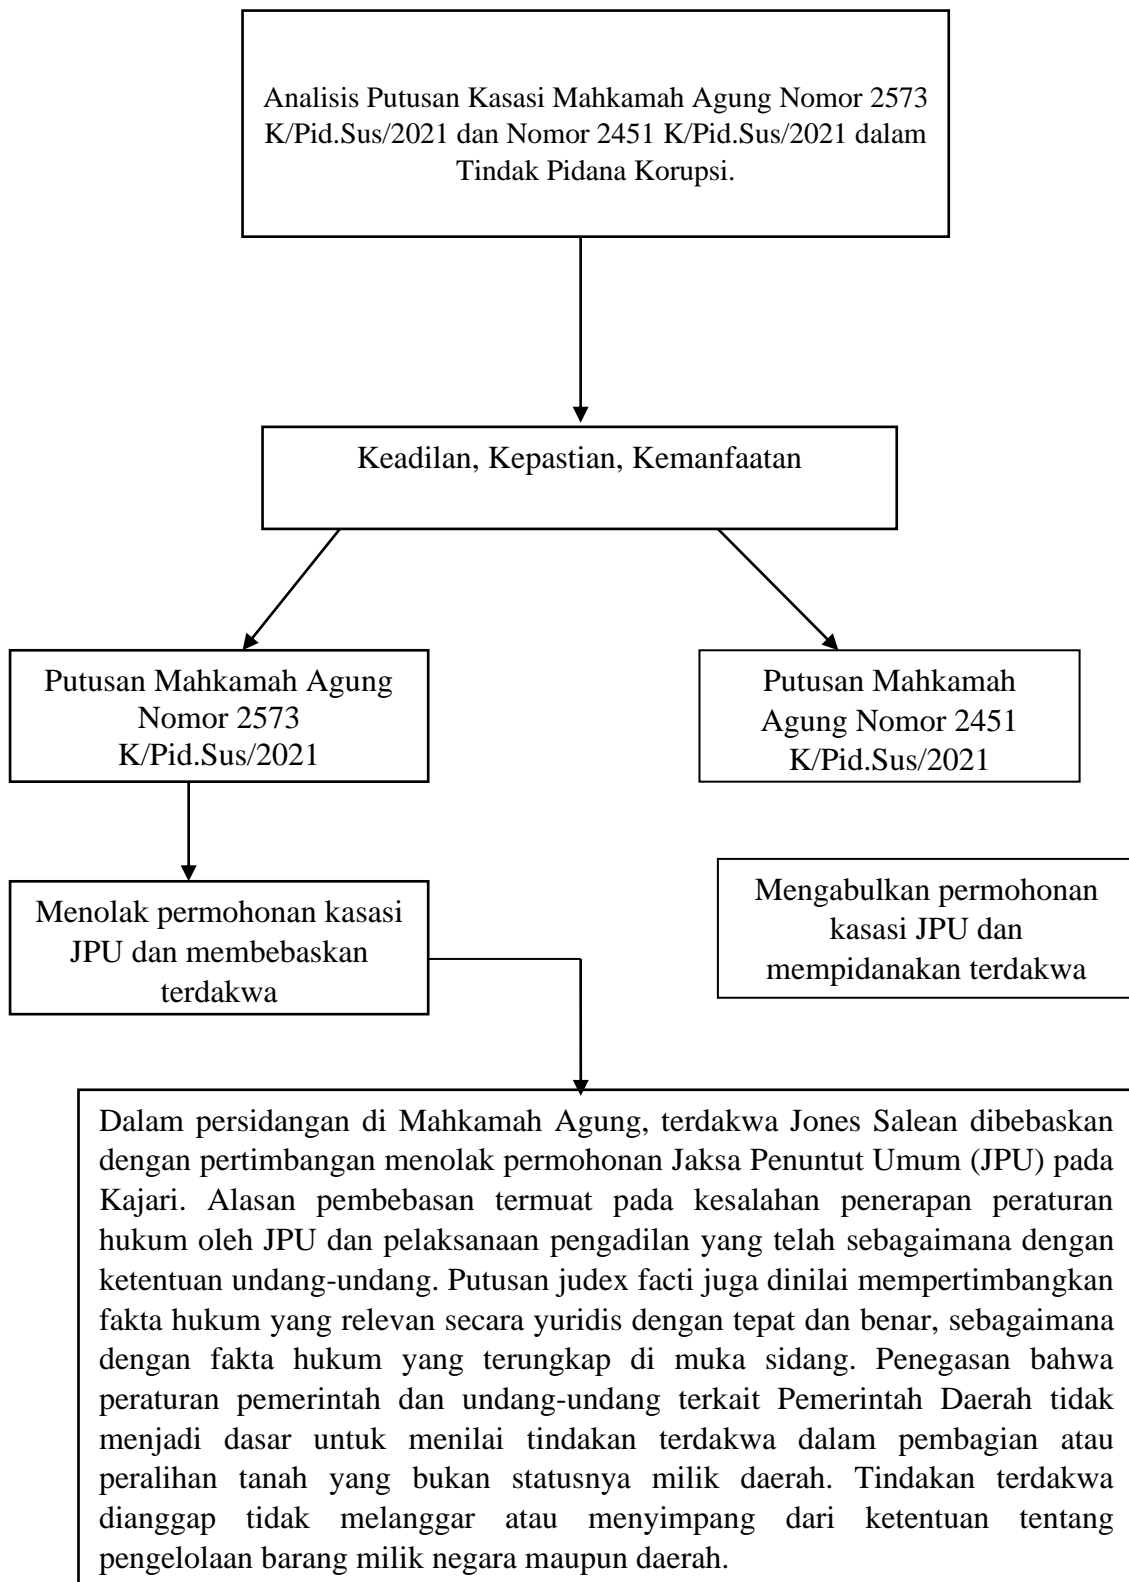 Analisis Putusan Kasasi Mahkamah Agung Nomor 2573
K/Pid.Sus/2021 dan Nomor 2451 K/Pid.Sus/2021 dalam
Tindak Pidana Korupsi.
Keadilan, Kepastian, Kemanfaatan
Putusan Mahkamah Agung
Nomor 2573
K/Pid.Sus/2021
Putusan Mahkamah
Agung Nomor 2451
K/Pid.Sus/2021
Menolak permohonan kasasi
JPU dan membebaskan
terdakwa
Mengabulkan permohonan
kasasi JPU dan
mempidanakan terdakwa
Dalam persidangan di Mahkamah Agung, terdakwa Jones Salean dibebaskan
dengan pertimbangan menolak permohonan Jaksa Penuntut Umum (JPU) pada
Kajari. Alasan pembebasan termuat pada kesalahan penerapan peraturan
hukum oleh JPU dan pelaksanaan pengadilan yang telah sebagaimana dengan
ketentuan undang-undang. Putusan judex facti juga dinilai mempertimbangkan
fakta hukum yang relevan secara yuridis dengan tepat dan benar, sebagaimana
dengan fakta hukum yang terungkap di muka sidang. Penegasan bahwa
peraturan pemerintah dan undang-undang terkait Pemerintah Daerah tidak
menjadi dasar untuk menilai tindakan terdakwa dalam pembagian atau
peralihan tanah yang bukan statusnya milik daerah. Tindakan terdakwa
dianggap tidak melanggar atau menyimpang dari ketentuan tentang
pengelolaan barang milik negara maupun daerah.